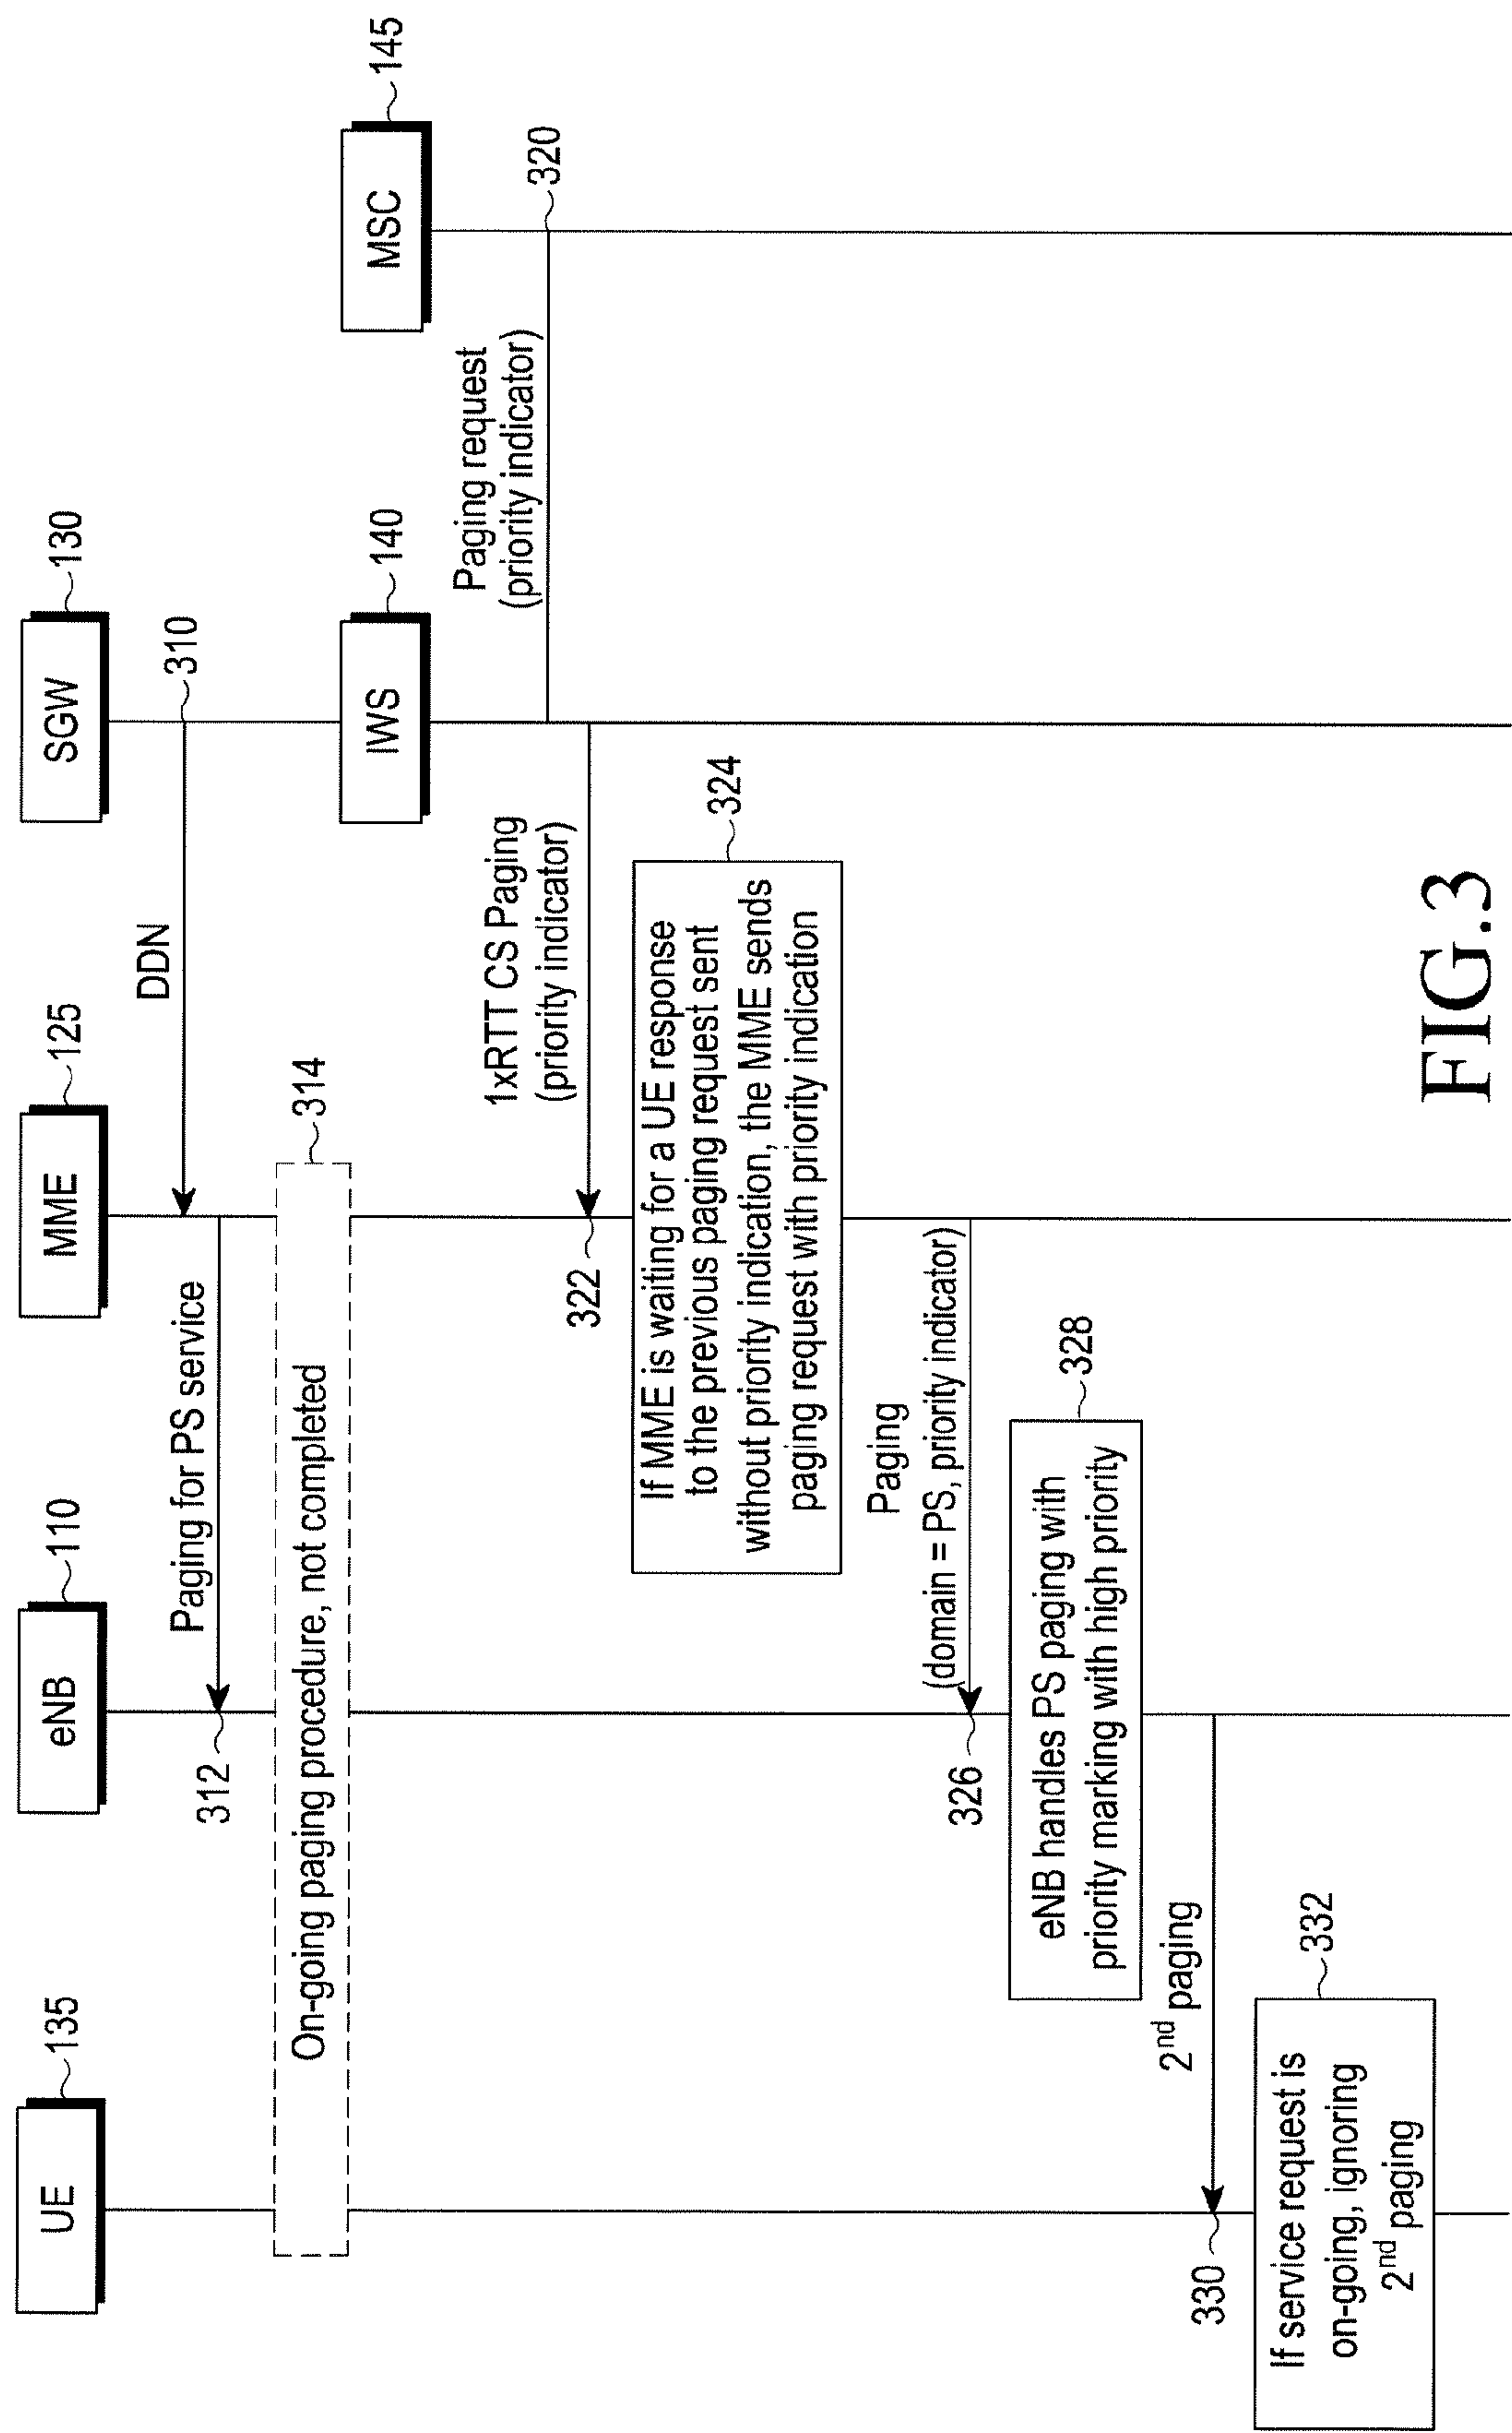 UE
135
eNB
110
MME
125
SGW
130
DDN
310
Paging for PS service
312
On-going paging procedure, not completed
314
IWS
140
MSC
145
Paging request
(priority indicator)
320
1xRTT CS Paging
(priority indicator)
322
If MME is waiting for a UE response
to the previous paging request sent
without priority indication, the MME sends
paging request with priority indication
324
Paging
(domain = PS, priority indicator)
326
eNB handles PS paging with
priority marking with high priority
328
2nd paging
330
If service request is
on-going, ignoring
2nd paging
332
FIG.3